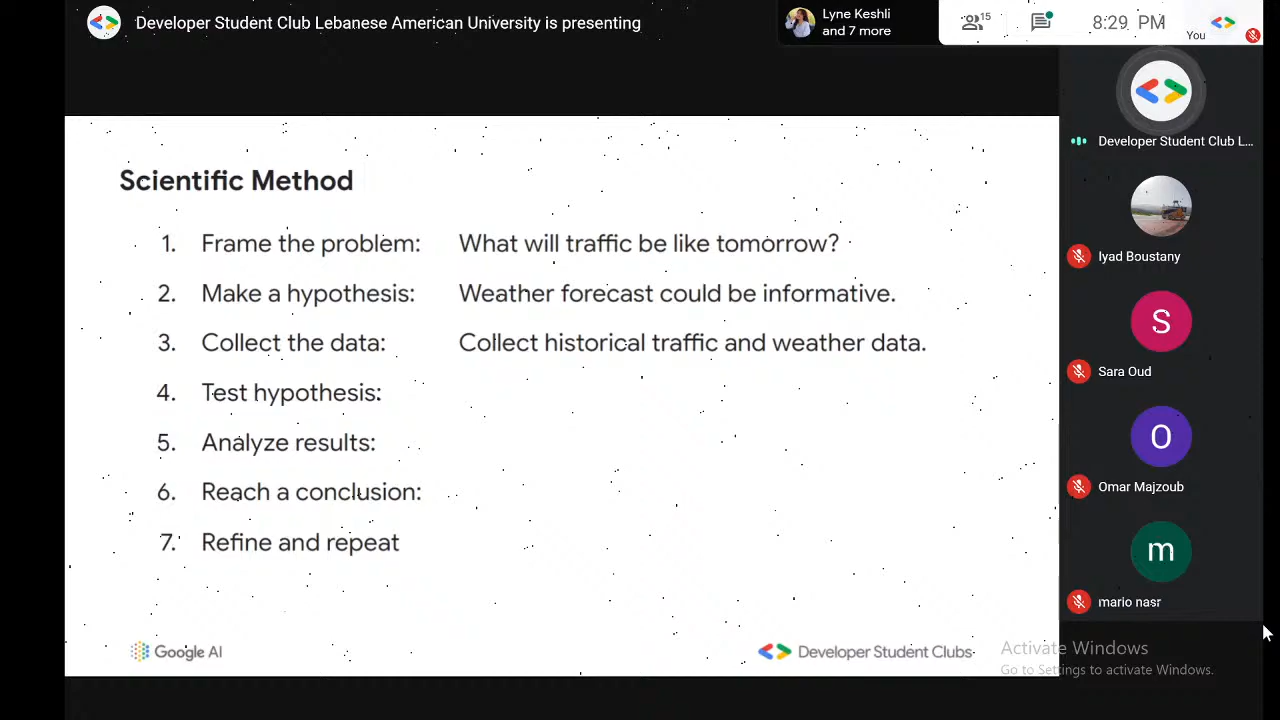 Developer Student Club Lebanese American University is presenting
Lyne Keshli
and 7 more
15
8:29 PM
You
Scientific Method
1. Frame the problem: What will traffic be like tomorrow?
2. Make a hypothesis: Weather forecast could be informative.
3. Collect the data: Collect historical traffic and weather data.
4. Test hypothesis:
5. Analyze results:
6. Reach a conclusion:
7. Refine and repeat
Google AI
Developer Student Clubs
Developer Student Club L...
Iyad Boustany
S
Sara Oud
O
Omar Majzoub
m
mario nasr
Activate Windows
Go to Settings to activate Windows.